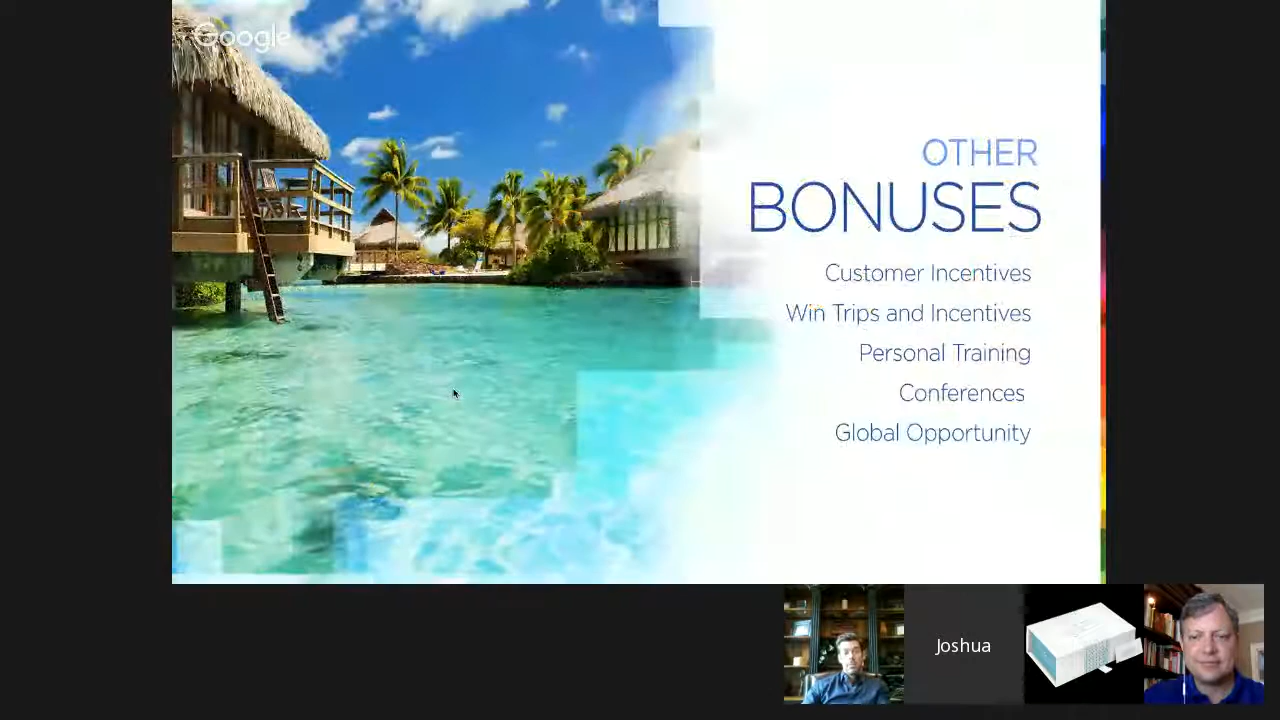 Google
OTHER
BONUSES
Customer Incentives
Win Trips and Incentives
Personal Training
Conferences
Global Opportunity
Joshua